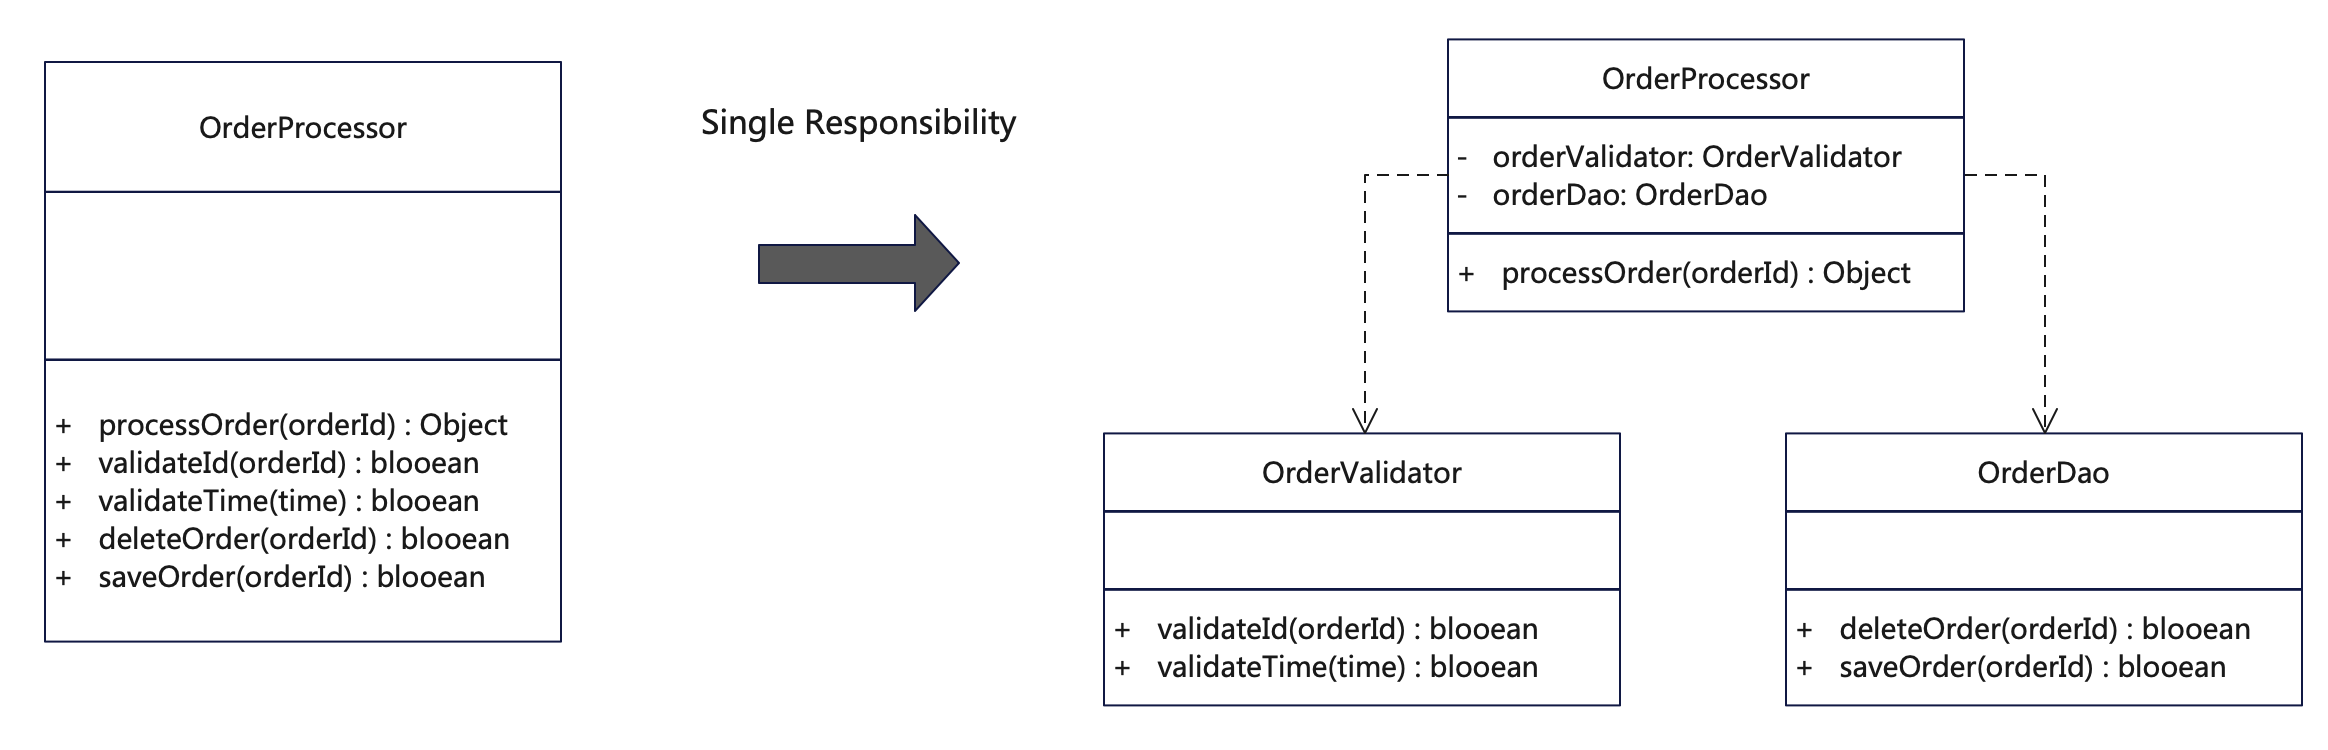 OrderProcessor
+ processOrder(orderId) : Object
+ validateId(orderId) : blooean
+ validateTime(time) : blooean
+ deleteOrder(orderId) : blooean
+ saveOrder(orderId) : blooean
Single Responsibility
OrderProcessor
- orderValidator: OrderValidator
- orderDao: OrderDao
+ processOrder(orderId) : Object
OrderValidator
+ validateId(orderId) : blooean
+ validateTime(time) : blooean
OrderDao
+ deleteOrder(orderId) : blooean
+ saveOrder(orderId) : blooean